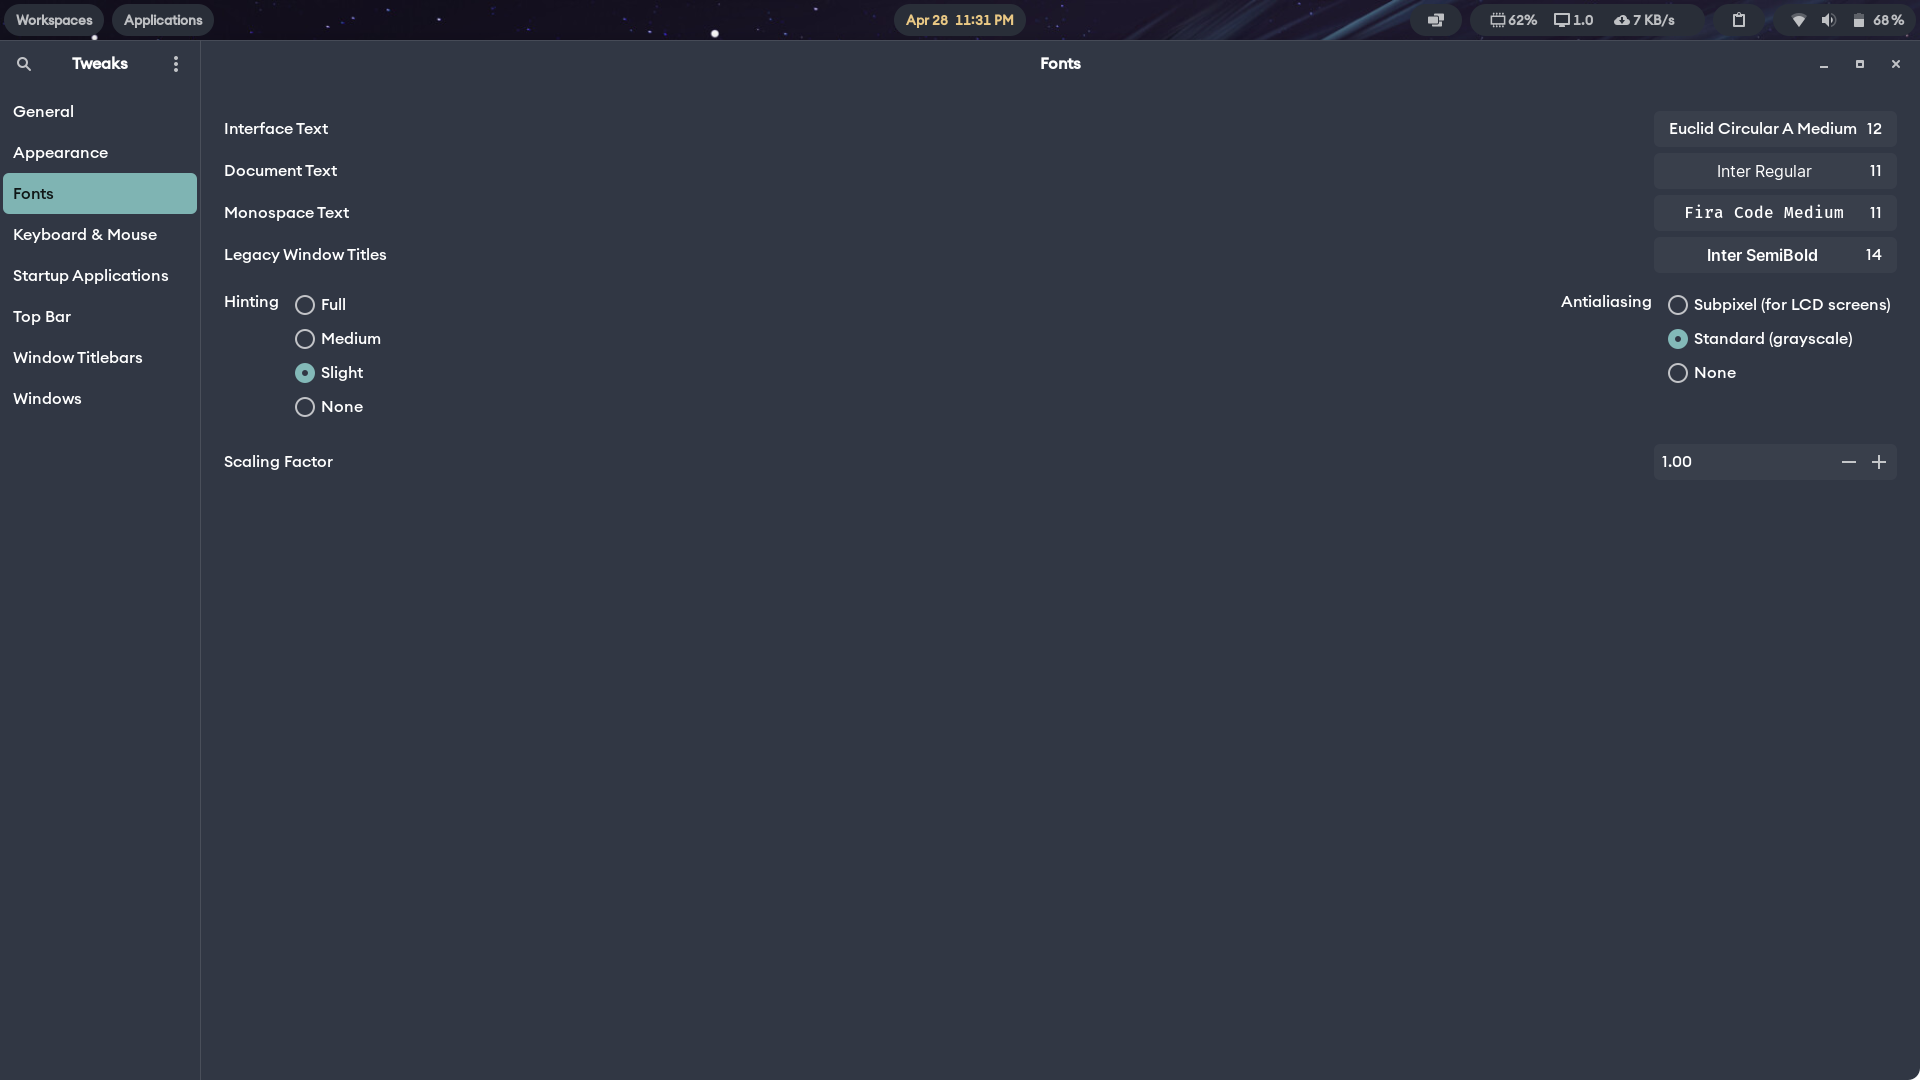 Workspaces Applications Apr 28 11:31 PM 62% 1.0 7 KB/s 68%
Tweaks Fonts
General
Appearance
Fonts
Keyboard & Mouse
Startup Applications
Top Bar
Window Titlebars
Windows
Interface Text Euclid Circular A Medium 12
Document Text Inter Regular 11
Monospace Text Fira Code Medium 11
Legacy Window Titles Inter SemiBold 14
Hinting
Full
Medium
Slight
None
Antialiasing
Subpixel (for LCD screens)
Standard (grayscale)
None
Scaling Factor 1.00